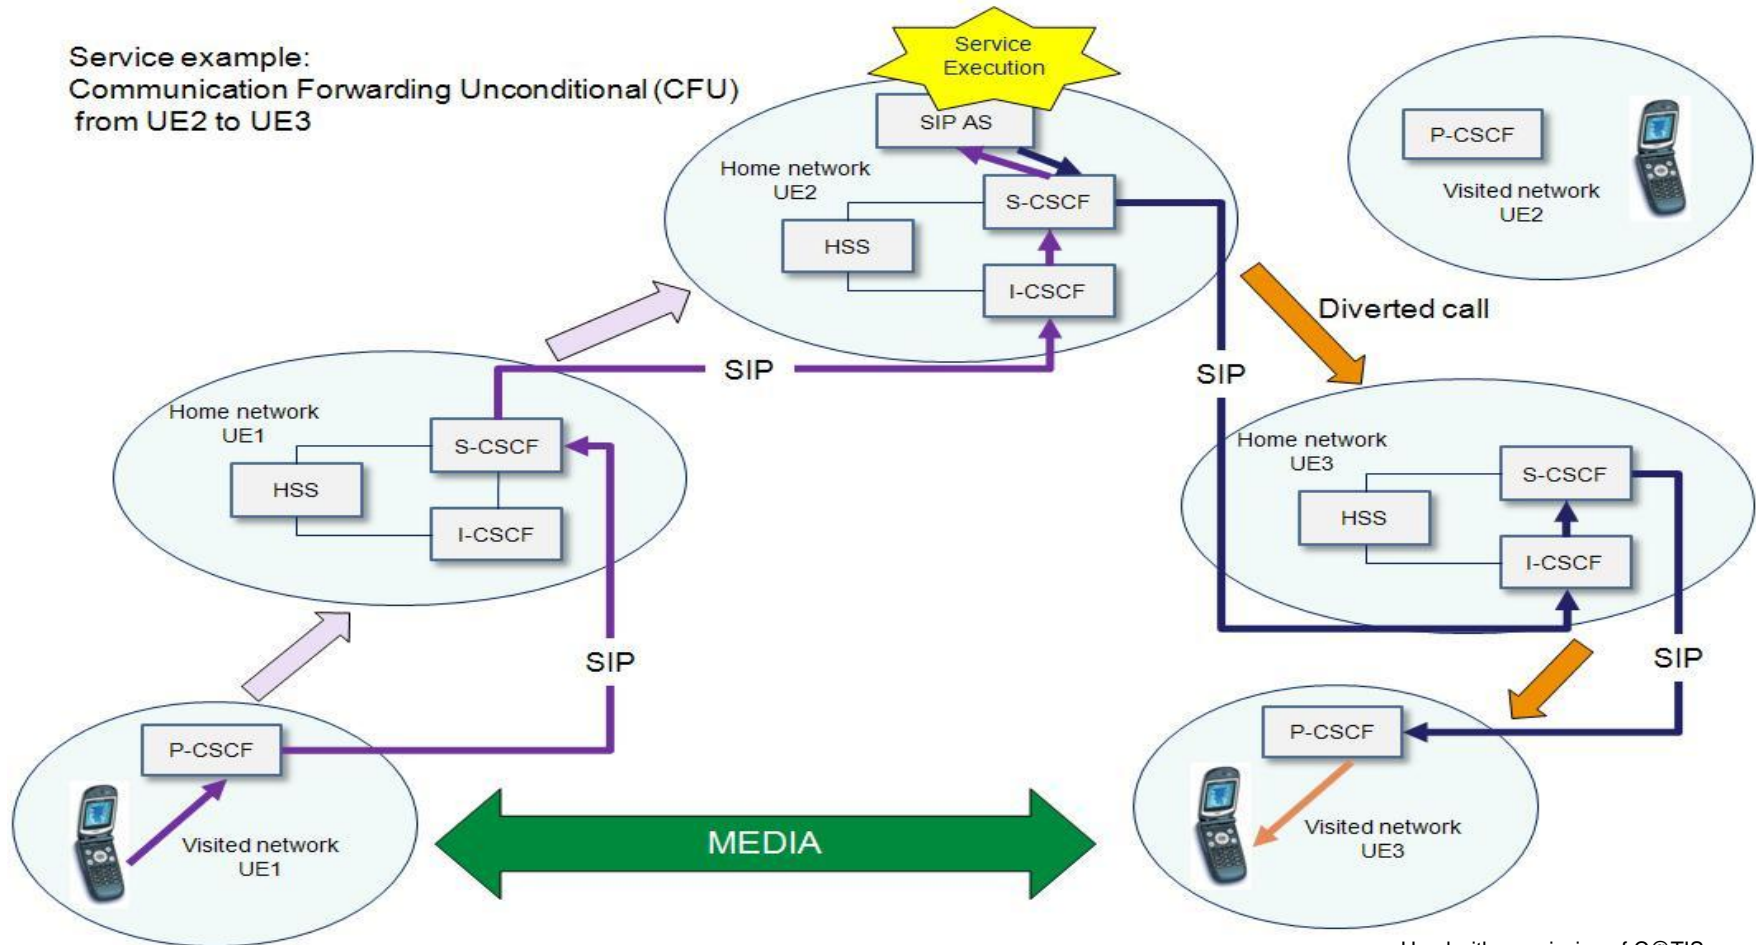 Service example:
Communication Forwarding Unconditional (CFU)
from UE2 to UE3
Service
Execution
SIP AS
Home network
UE2
S-CSCF
HSS
I-CSCF
P-CSCF
Visited network
UE2
Diverted call
SIP
SIP
Home network
UE1
S-CSCF
HSS
I-CSCF
Home network
UE3
S-CSCF
HSS
I-CSCF
SIP
SIP
P-CSCF
Visited network
UE1
MEDIA
P-CSCF
Visited network
UE3